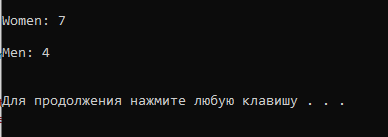 Women: 7
Men: 4
Для продолжения нажмите любую клавишу . . .